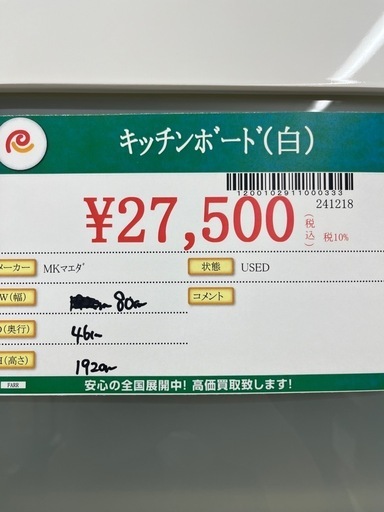 キッチンボード(白)
1200102911000333
241218
¥27,500
(税込) 税10%
メーカー MKマエダ
状態 USED
W(幅) 80cm
コメント
D(奥行) 46cm
H(高さ) 192cm
FARR 安心の全国展開中! 高価買取致します!